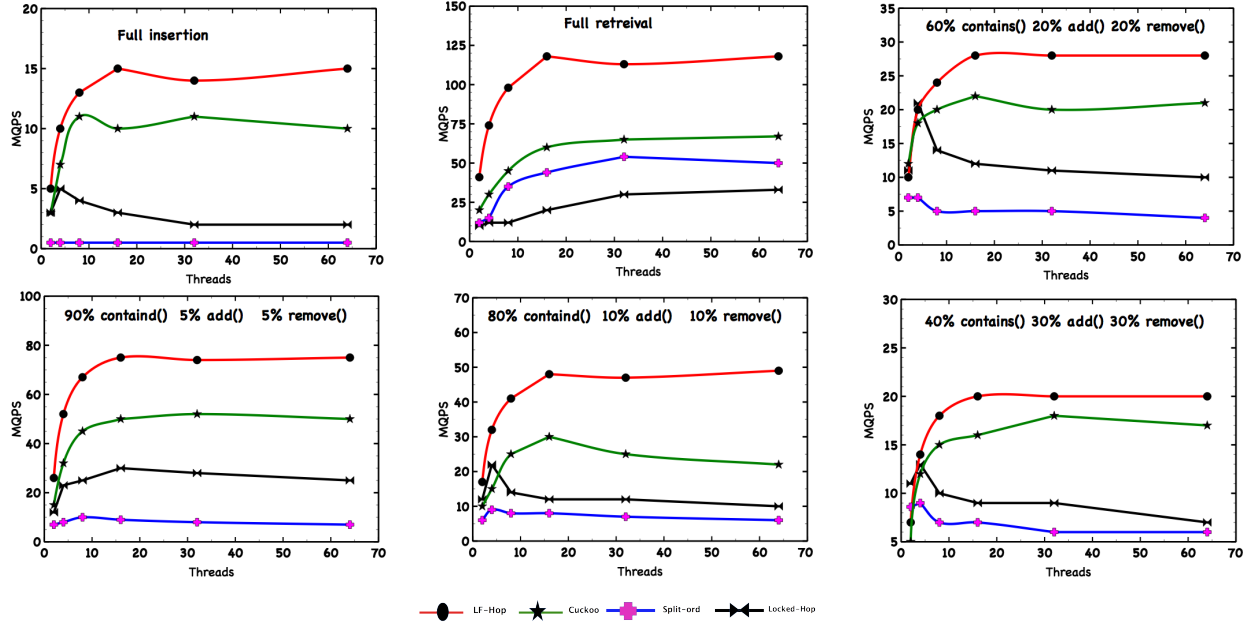 Full insertion
MQPS
20
15
10
5
0
0 10 20 30 40 50 60 70
Threads
Full retreival
MQPS
150
125
100
75
50
25
0
0 10 20 30 40 50 60 70
Threads
60% contains() 20% add() 20% remove()
MQPS
35
30
25
20
15
10
5
0
0 10 20 30 40 50 60 70
Threads
90% containd() 5% add() 5% remove()
MQPS
100
80
60
40
20
0
0 10 20 30 40 50 60 70
Threads
80% containd() 10% add() 10% remove()
MQPS
70
60
50
40
30
20
10
0
0 10 20 30 40 50 60 70
Threads
40% contains() 30% add() 30% remove()
MQPS
30
25
20
15
10
5
0 10 20 30 40 50 60 70
Threads
LF-Hop Cuckoo Split-ord Locked-Hop